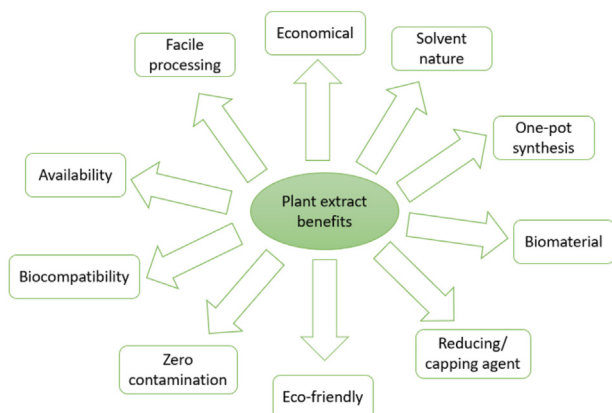 Economical
Solvent
nature
Facile
processing
One-pot
synthesis
Availability
Plant extract
benefits
Biomaterial
Biocompatibility
Reducing/
capping agent
Zero
contamination
Eco-friendly